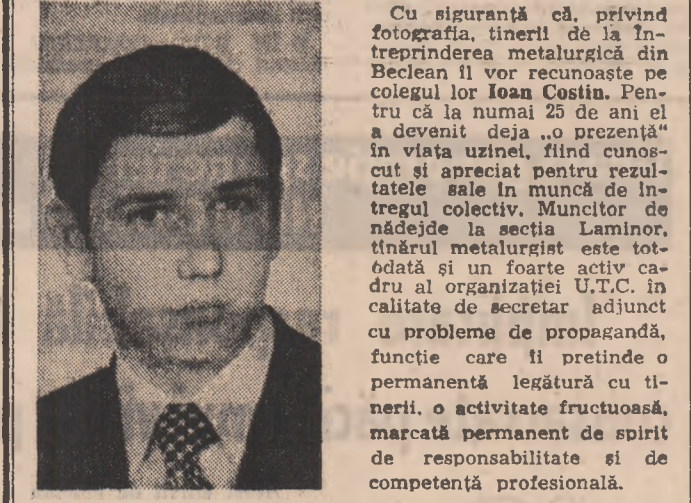 Cu siguranță că, privind
fotografia, tinerii de la În-
treprinderea metalurgică din
Beclean îl vor recunoaște pe
colegul lor Ioan Costin. Pen-
tru că la numai 25 de ani el
a devenit deja „o prezență“
în viața uzinei, fiind cunos-
cut și apreciat pentru rezul-
tatele sale în muncă de în-
tregul colectiv. Muncitor de
nădejde la secția Laminor,
tînărul metalurgist este tot-
odată și un foarte activ ca-
dru al organizației U.T.C. în
calitate de secretar adjunct
cu probleme de propagandă,
funcție care îi pretinde o
permanentă legătură cu ti-
nerii, o activitate fructuoasă,
marcată permanent de spirit
de responsabilitate și de
competență profesională.